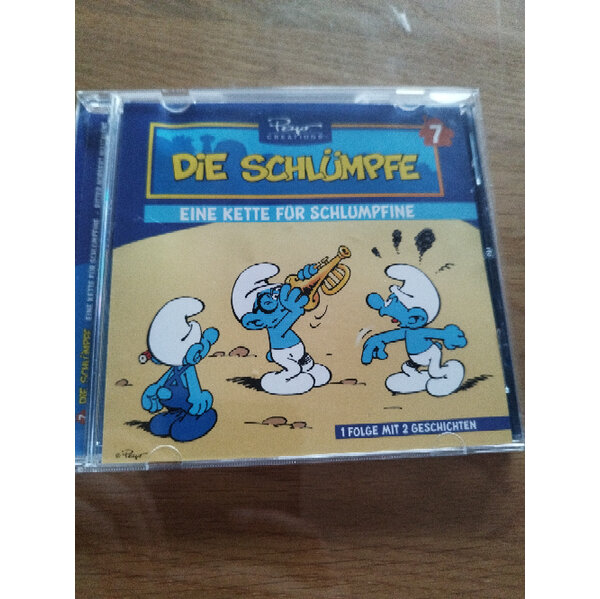 Peyo
CREATIONS
7
DIE SCHLÜMPFE
EINE KETTE FÜR SCHLUMPFINE
1 FOLGE MIT 2 GESCHICHTEN
© Peyo
7 DIE SCHLÜMPFE EINE KETTE FÜR SCHLUMPFINE